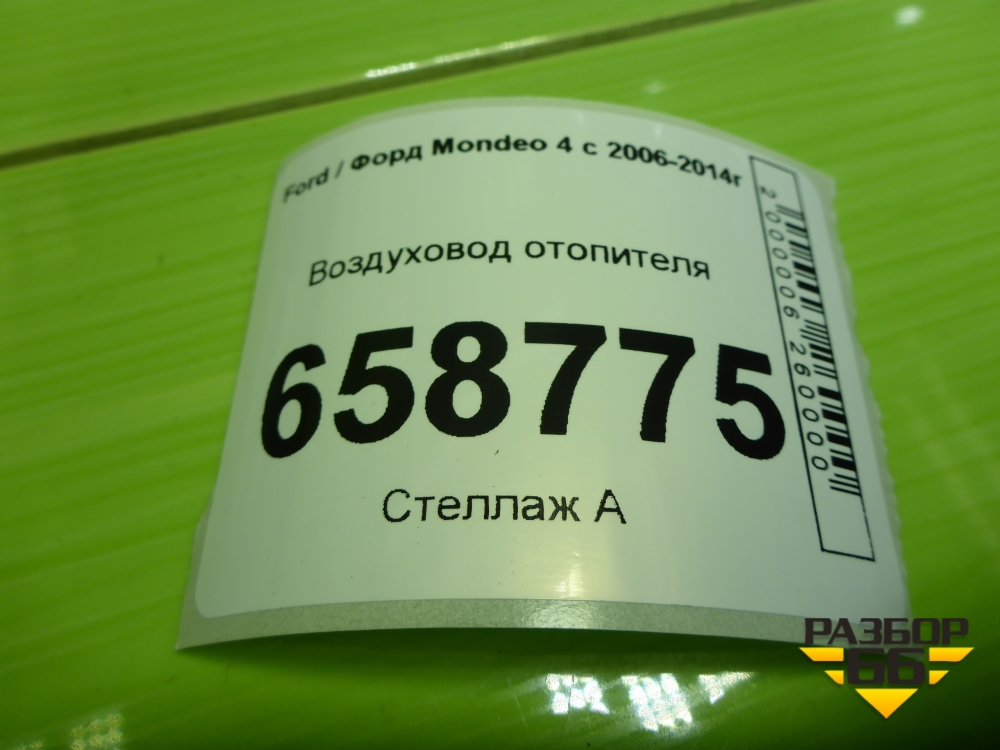 Ford / Форд Mondeo 4 с 2006-2014г
Воздуховод отопителя
658775
Стеллаж А
2000006260000
РАЗБОР
66